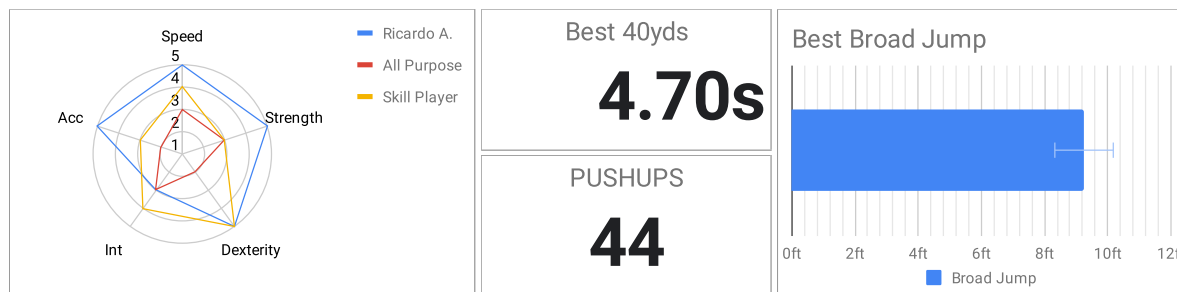 Speed
5
4
3
2
1
Acc
Strength
Int
Dexterity
Ricardo A.
All Purpose
Skill Player
Best 40yds
4.70s
PUSHUPS
44
Best Broad Jump
0ft 2ft 4ft 6ft 8ft 10ft
Broad Jump